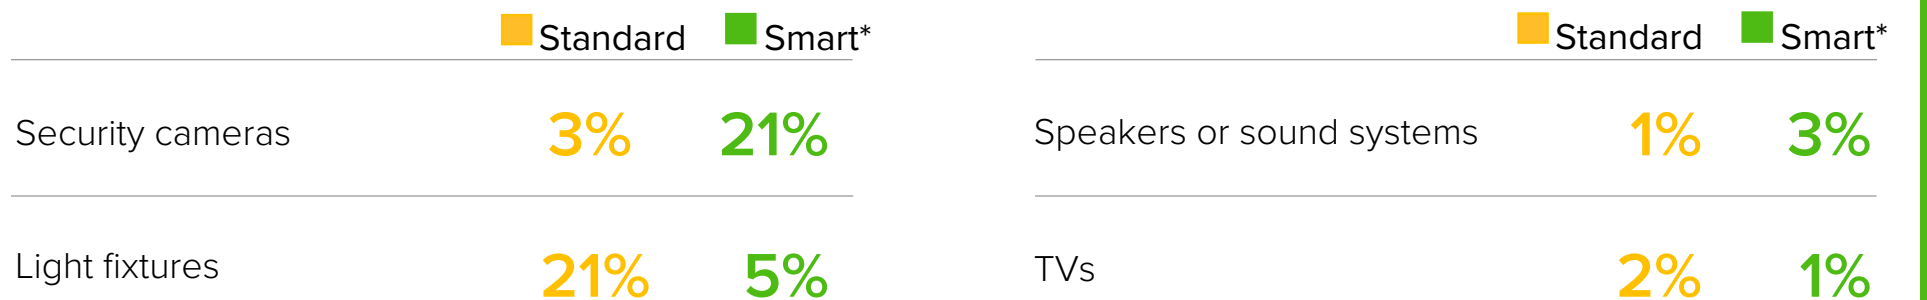 Standard Smart*
Security cameras 3% 21%
Light fixtures 21% 5%
Standard Smart*
Speakers or sound systems 1% 3%
TVs 2% 1%